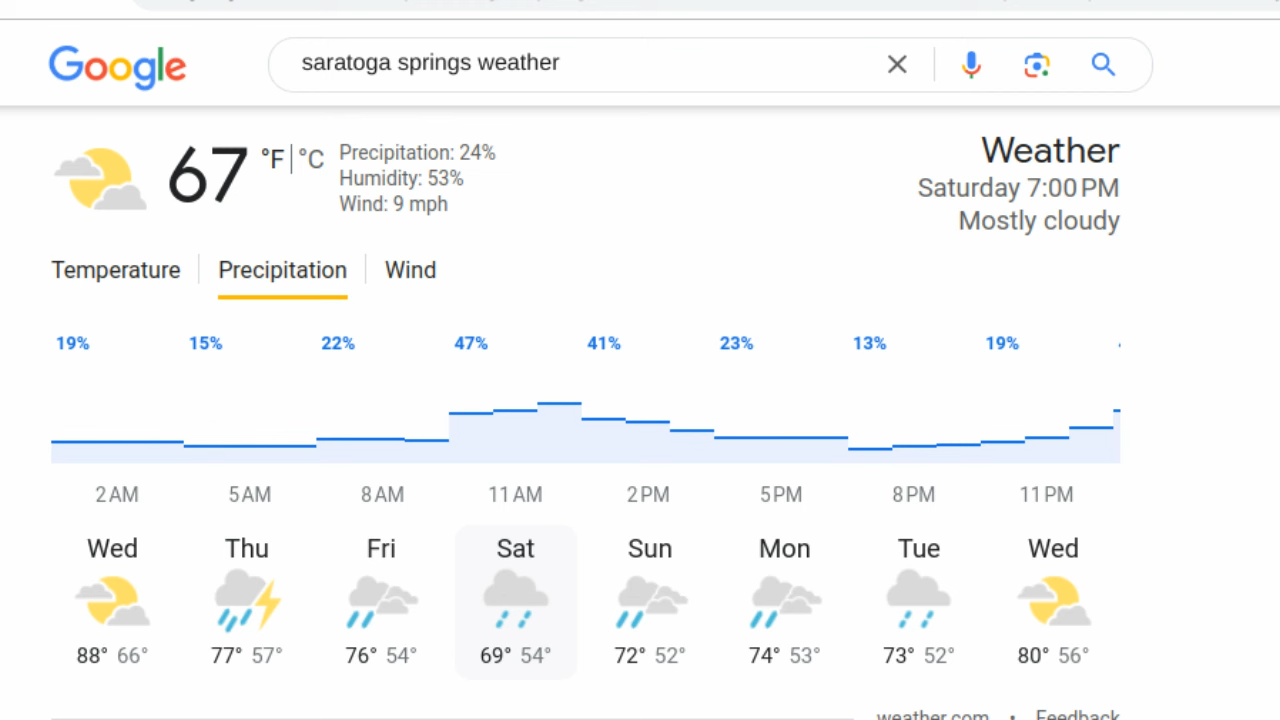 Google
saratoga springs weather
67 °F | °C
Precipitation: 24%
Humidity: 53%
Wind: 9 mph
Weather
Saturday 7:00 PM
Mostly cloudy
Temperature | Precipitation | Wind
19% 15% 22% 47% 41% 23% 13% 19%
2 AM 5 AM 8 AM 11 AM 2 PM 5 PM 8 PM 11 PM
Wed Thu Fri Sat Sun Mon Tue Wed
88° 66° 77° 57° 76° 54° 69° 54° 72° 52° 74° 53° 73° 52° 80° 56°
weather.com • Feedback